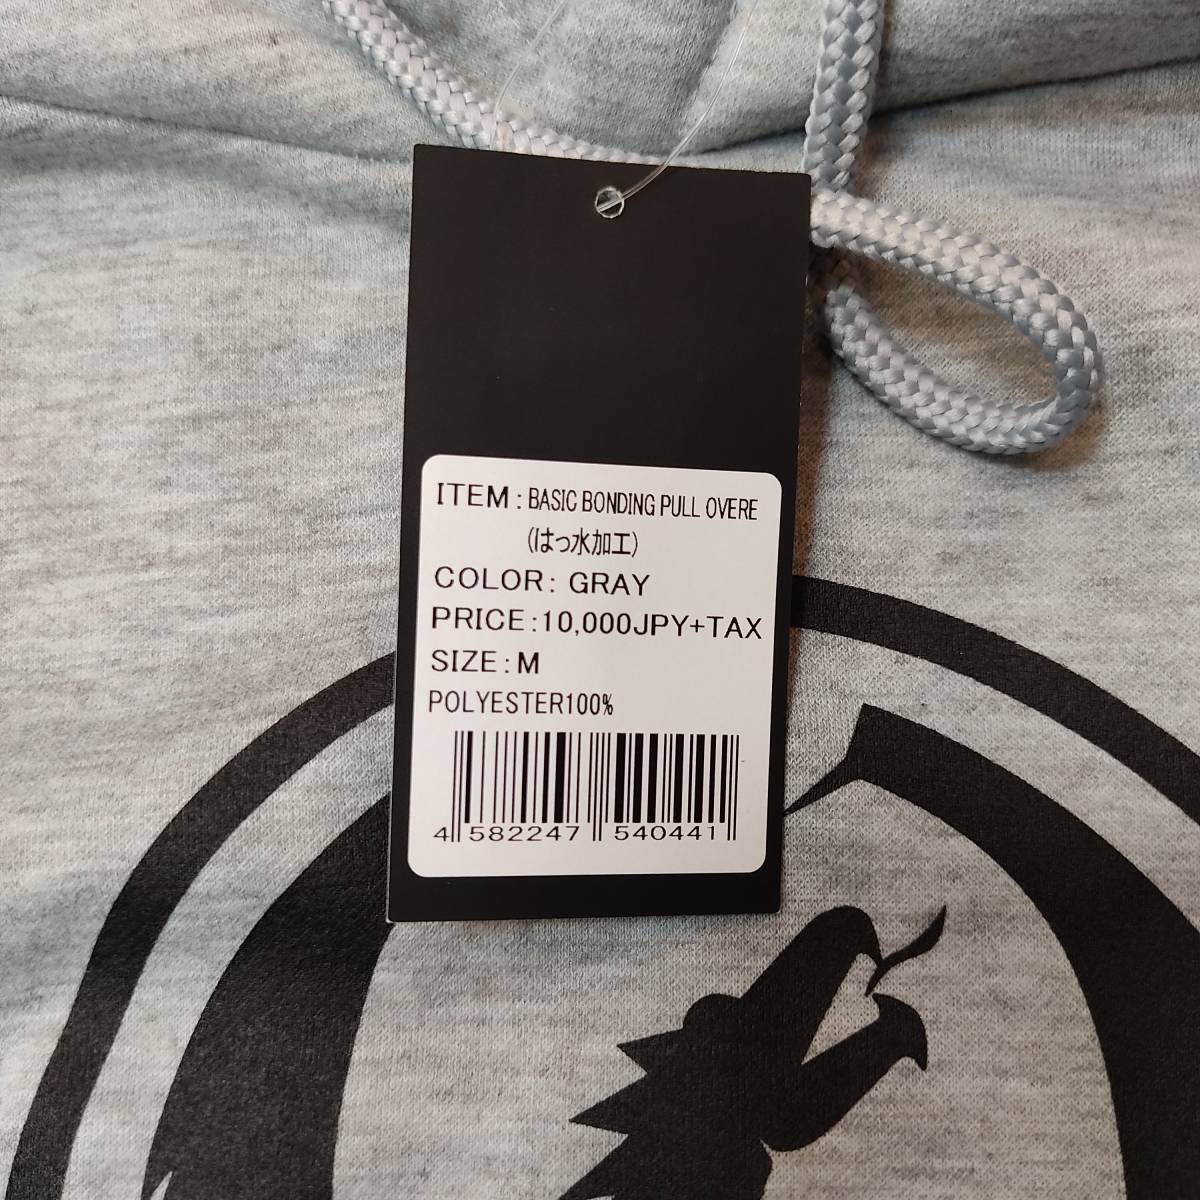 ITEM : BASIC BONDING PULL OVERE
(はっ水加工)
COLOR: GRAY
PRICE :10,000JPY+TAX
SIZE : M
POLYESTER100%
4 582247 540441